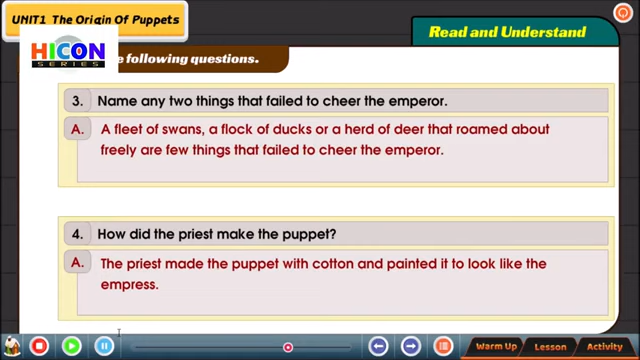 UNIT1 The Origin Of Puppets
Read and Understand
HICON
SERIES
e following questions.
3. Name any two things that failed to cheer the emperor.
A. A fleet of swans, a flock of ducks or a herd of deer that roamed about
freely are few things that failed to cheer the emperor.
4. How did the priest make the puppet?
A. The priest made the puppet with cotton and painted it to look like the
empress.
Warm Up Lesson Activity